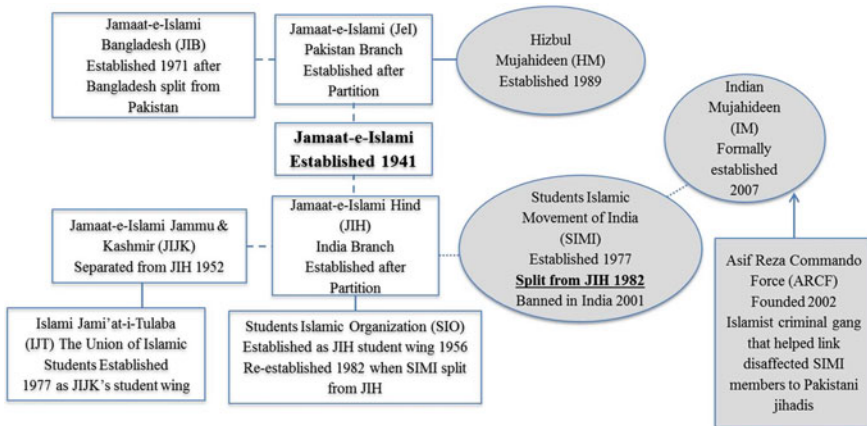 Jamaat-e-Islami
Bangladesh (JIB)
Established 1971 after
Bangladesh split from
Pakistan
Jamaat-e-Islami (JeI)
Pakistan Branch
Established after
Partition
Hizbul
Mujahideen (HM)
Established 1989
Indian
Mujahideen
(IM)
Formally
established
2007
Jamaat-e-Islami
Established 1941
Jamaat-e-Islami Jammu &
Kashmir (JIJK)
Separated from JIH 1952
Jamaat-e-Islami Hind
(JIH)
India Branch
Established after
Partition
Students Islamic
Movement of India
(SIMI)
Established 1977
Split from JIH 1982
Banned in India 2001
Asif Reza Commando
Force (ARCF)
Founded 2002
Islamist criminal gang
that helped link
disaffected SIMI
members to Pakistani
jihadis
Islami Jami’at-i-Tulaba
(IJT) The Union of Islamic
Students Established
1977 as JIJK’s student wing
Students Islamic Organization (SIO)
Established as JIH student wing 1956
Re-established 1982 when SIMI split
from JIH